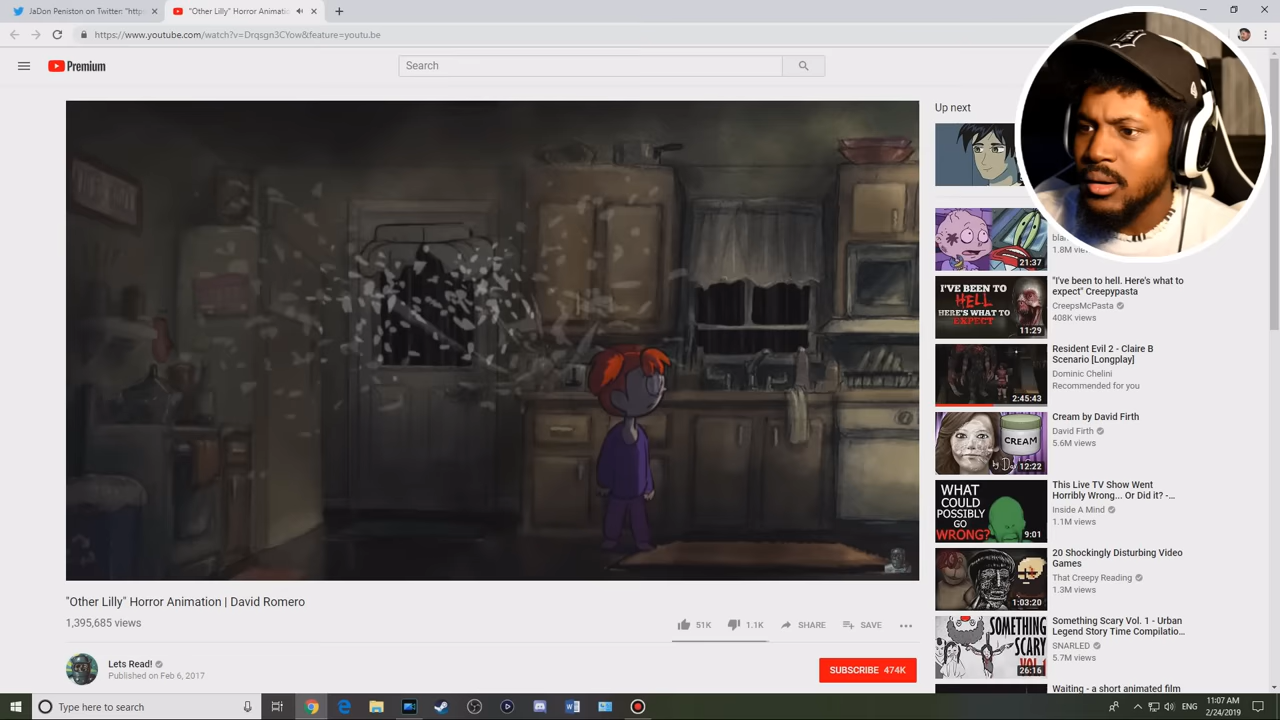 JaDon Peniston on Twitter: "http
"Other Lilly" Horror Animation
https://www.youtube.com/watch?v=Drqsgn3CYow&feature=youtu.be
Premium
Search
Up next
1.8M
21:37
I'VE BEEN TO
HELL
HERE'S WHAT TO
EXPECT
11:29
"I've been to hell. Here's what to
expect" Creepypasta
CreepsMcPasta
408K views
2:45:43
Resident Evil 2 - Claire B
Scenario [Longplay]
Dominic Chelini
Recommended for you
CREAM
by
12:22
Cream by David Firth
David Firth
5.6M views
WHAT
COULD
POSSIBLY
GO
WRONG?
9:01
This Live TV Show Went
Horribly Wrong... Or Did it? -...
Inside A Mind
1.1M views
1:03:20
20 Shockingly Disturbing Video
Games
That Creepy Reading
1.3M views
SOMETHING
SCARY
VOL.1
26:16
Something Scary Vol. 1 - Urban
Legend Story Time Compilatio...
SNARLED
5.7M views
Waiting - a short animated film
"Other Lilly" Horror Animation | David Romero
1,395,685 views
51K
1.1K
SHARE
SAVE
Lets Read!
Published on Feb 6, 2017
SUBSCRIBE 474K
Type here to search
ENG
11:07 AM
2/24/2019